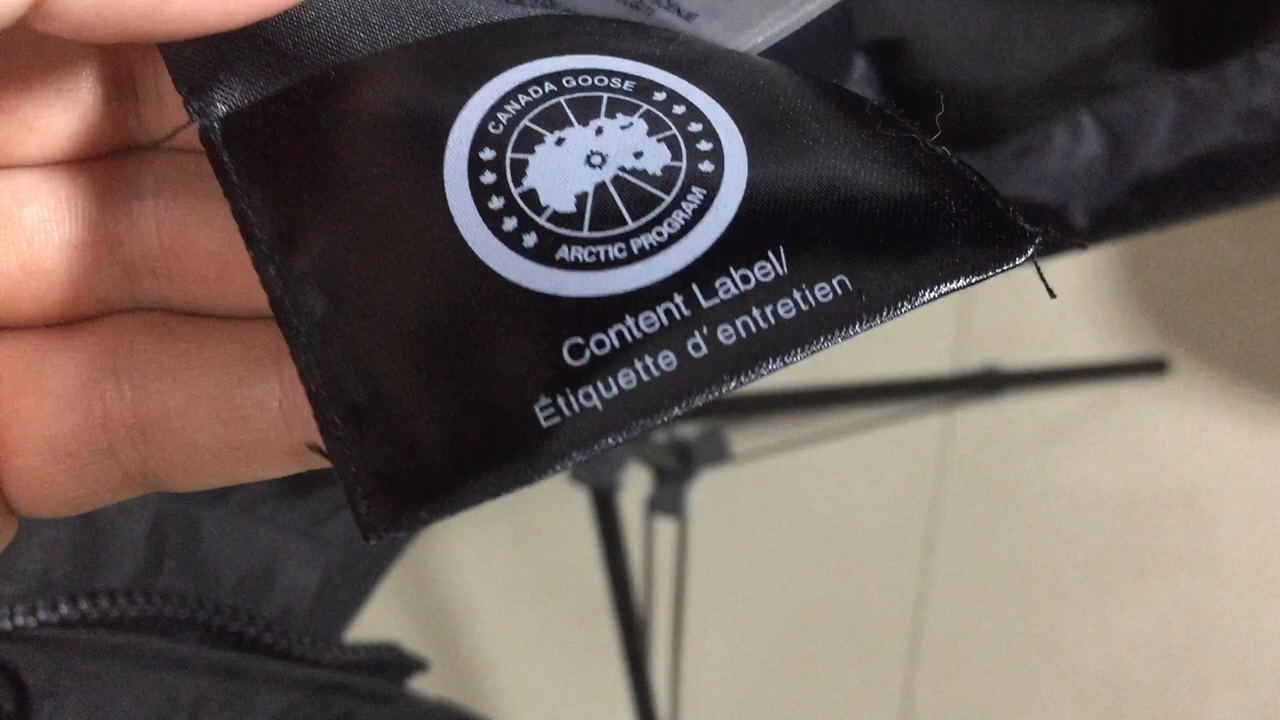 CANADA GOOSE
ARCTIC PROGRAM
Content Label/
Étiquette d'entretien